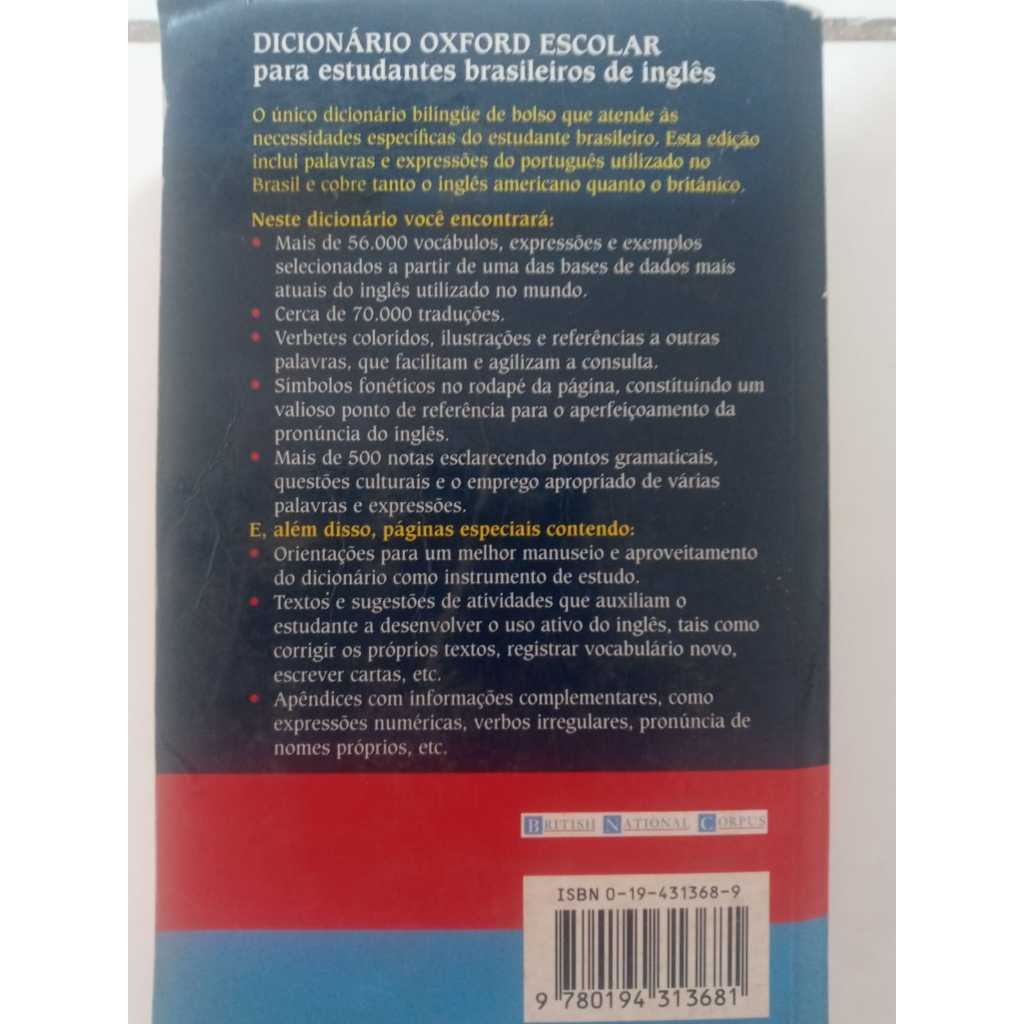 DICIONÁRIO OXFORD ESCOLAR
para estudantes brasileiros de inglês
O único dicionário bilingüe de bolso que atende às
necessidades específicas do estudante brasileiro. Esta edição
inclui palavras e expressões do português utilizado no
Brasil e cobre tanto o inglês americano quanto o britânico.
Neste dicionário você encontrará:
• Mais de 56.000 vocábulos, expressões e exemplos
selecionados a partir de uma das bases de dados mais
atuais do inglês utilizado no mundo.
• Cerca de 70.000 traduções.
• Verbetes coloridos, ilustrações e referências a outras
palavras, que facilitam e agilizam a consulta.
• Símbolos fonéticos no rodapé da página, constituindo um
valioso ponto de referência para o aperfeiçoamento da
pronúncia do inglês.
• Mais de 500 notas esclarecendo pontos gramaticais,
questões culturais e o emprego apropriado de várias
palavras e expressões.
E, além disso, páginas especiais contendo:
• Orientações para um melhor manuseio e aproveitamento
do dicionário como instrumento de estudo.
• Textos e sugestões de atividades que auxiliam o
estudante a desenvolver o uso ativo do inglês, tais como
corrigir os próprios textos, registrar vocabulário novo,
escrever cartas, etc.
• Apêndices com informações complementares, como
expressões numéricas, verbos irregulares, pronúncia de
nomes próprios, etc.
BRITISH NATIONAL CORPUS
ISBN 0-19-431368-9
9 780194 313681